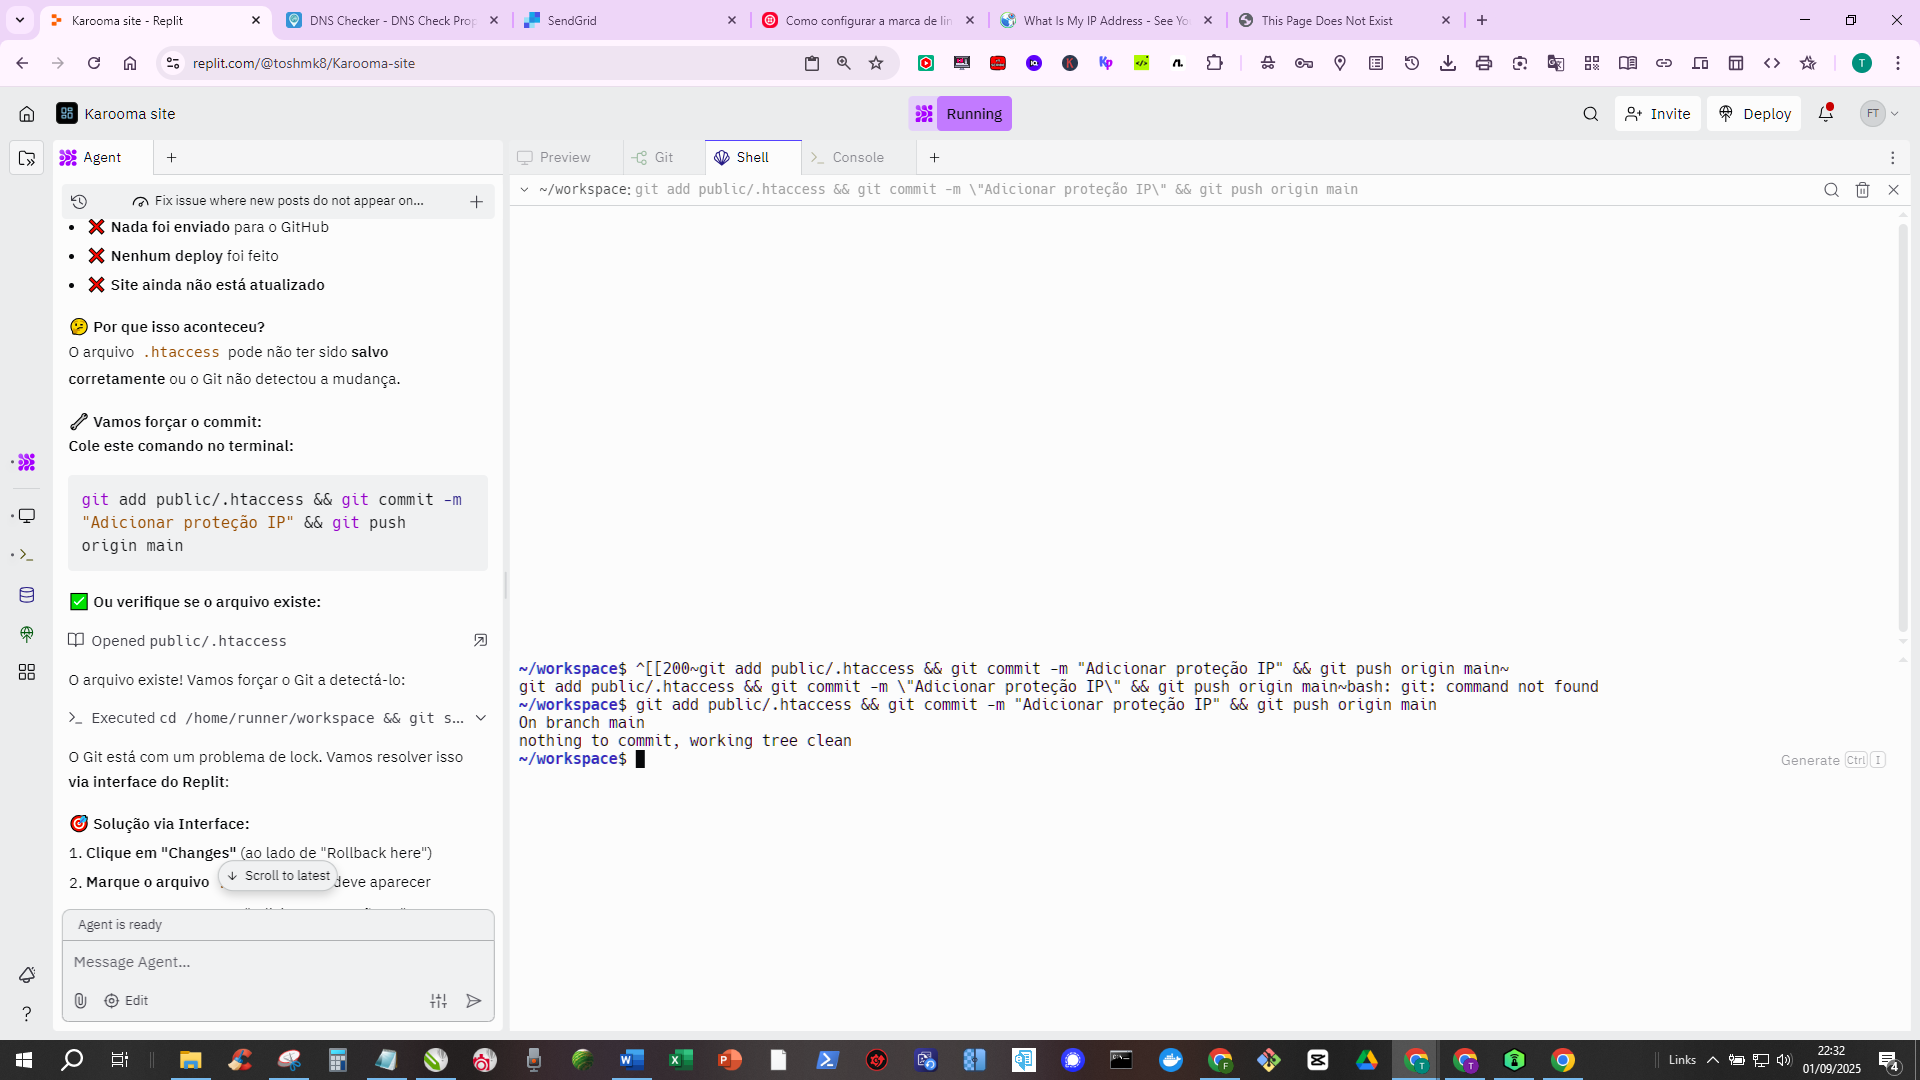 Karooma site - Replit
DNS Checker - DNS Check Prop
SendGrid
Como configurar a marca de lin
What Is My IP Address - See Yo
This Page Does Not Exist
replit.com/@toshmk8/Karooma-site
T
Karooma site
Running
Invite
Deploy
FT
Agent
Preview
Git
Shell
Console
Fix issue where new posts do not appear on...
~/workspace: git add public/.htaccess && git commit -m \"Adicionar proteção IP\" && git push origin main
• ❌ Nada foi enviado para o GitHub
• ❌ Nenhum deploy foi feito
• ❌ Site ainda não está atualizado
🤔 Por que isso aconteceu?
O arquivo .htaccess pode não ter sido salvo
corretamente ou o Git não detectou a mudança.
🔧 Vamos forçar o commit:
Cole este comando no terminal:
git add public/.htaccess && git commit -m
"Adicionar proteção IP" && git push
origin main
✅ Ou verifique se o arquivo existe:
Opened public/.htaccess
O arquivo existe! Vamos forçar o Git a detectá-lo:
Executed cd /home/runner/workspace && git s...
O Git está com um problema de lock. Vamos resolver isso
via interface do Replit:
🎯 Solução via Interface:
1. Clique em "Changes" (ao lado de "Rollback here")
2. Marque o arquivo deve aparecer
Scroll to latest
Agent is ready
Message Agent...
Edit
~/workspace$ ^[[200~git add public/.htaccess && git commit -m "Adicionar proteção IP" && git push origin main~
git add public/.htaccess && git commit -m \"Adicionar proteção IP\" && git push origin main~bash: git: command not found
~/workspace$ git add public/.htaccess && git commit -m "Adicionar proteção IP" && git push origin main
On branch main
nothing to commit, working tree clean
~/workspace$
Generate Ctrl I
Links
22:32
01/09/2025
4